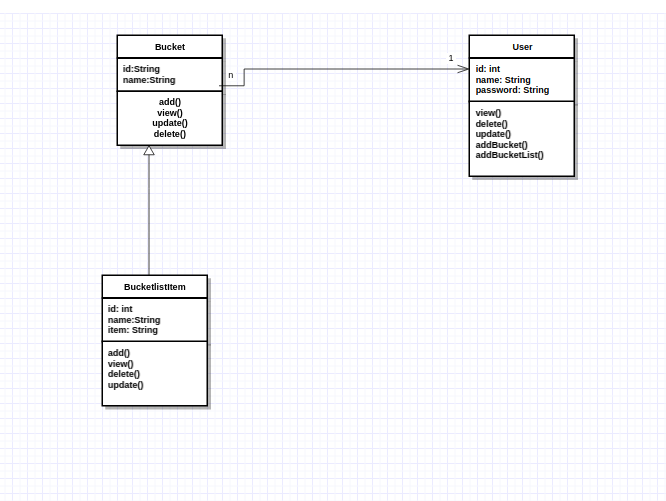 Bucket
id:String
name:String
add()
view()
update()
delete()
n
1
User
id: int
name: String
password: String
view()
delete()
update()
addBucket()
addBucketList()
BucketlistItem
id: int
name:String
item: String
add()
view()
delete()
update()